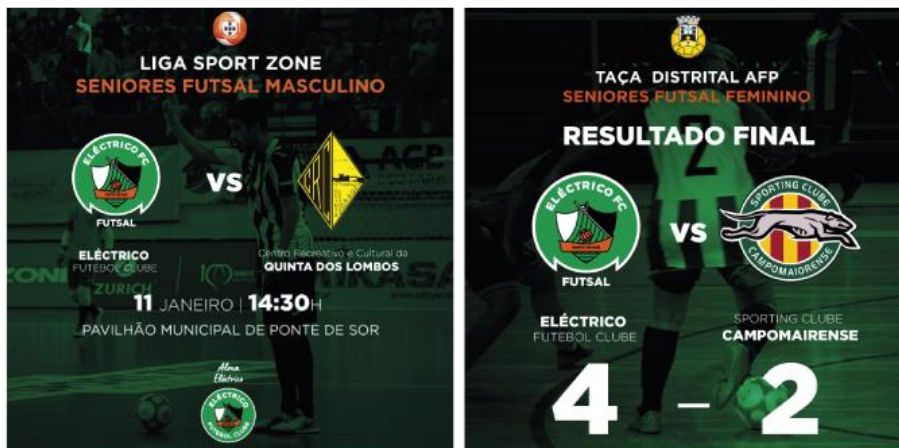 LIGA SPORT ZONE
SENIORES FUTSAL MASCULINO
ELÉCTRICO FC
FUTSAL
VS
ELÉCTRICO
FUTEBOL CLUBE
Centro Recreativo e Cultural da
QUINTA DOS LOMBOS
ZURICH
11 JANEIRO | 14:30H
PAVILHÃO MUNICIPAL DE PONTE DE SOR
Alma
Eléctrico
ELÉCTRICO
FUTEBOL CLUBE
TAÇA DISTRITAL AFP
SENIORES FUTSAL FEMININO
RESULTADO FINAL
2
ELÉCTRICO FC
FUTSAL
VS
SPORTING CLUBE
CAMPOMAIORENSE
ELÉCTRICO
FUTEBOL CLUBE
SPORTING CLUBE
CAMPOMAIRENSE
4 – 2